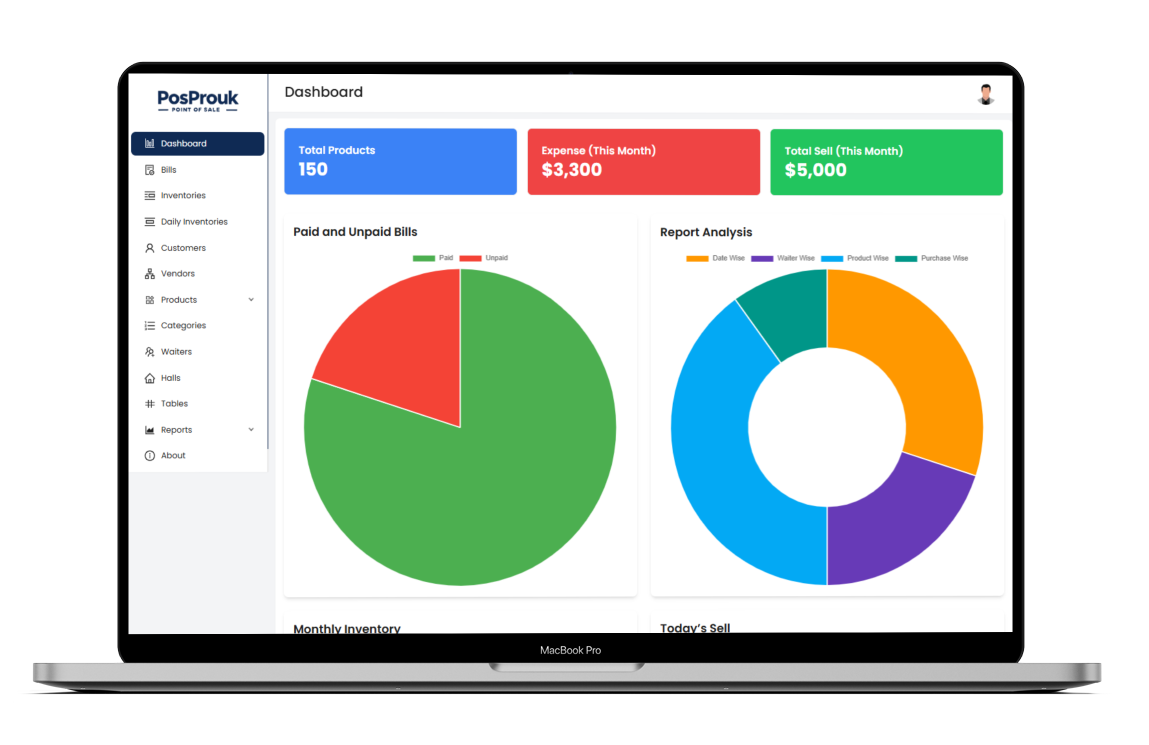 PosProuk
POINT OF SALE
Dashboard
Bills
Inventories
Daily Inventories
Customers
Vendors
Products
Categories
Waiters
Halls
Tables
Reports
About
Dashboard
Total Products
150
Expense (This Month)
$3,300
Total Sell (This Month)
$5,000
Paid and Unpaid Bills
Paid Unpaid
Report Analysis
Date Wise Waiter Wise Product Wise Purchase Wise
Monthly Inventory
Today's Sell
MacBook Pro